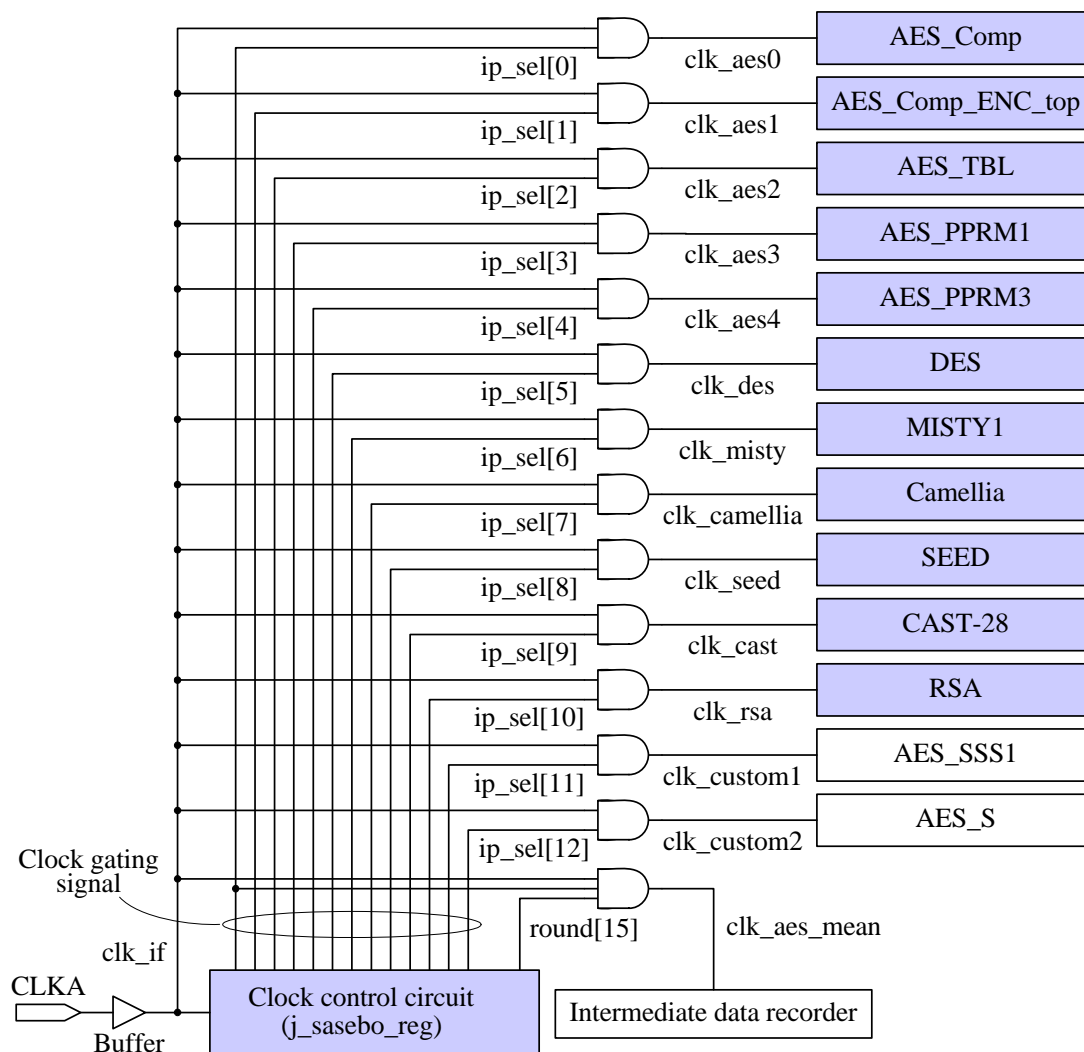 AES_Comp
ip_sel[0]
clk_aes0
AES_Comp_ENC_top
ip_sel[1]
clk_aes1
AES_TBL
ip_sel[2]
clk_aes2
AES_PPRM1
ip_sel[3]
clk_aes3
AES_PPRM3
ip_sel[4]
clk_aes4
DES
ip_sel[5]
clk_des
MISTY1
ip_sel[6]
clk_misty
Camellia
ip_sel[7]
clk_camellia
SEED
ip_sel[8]
clk_seed
CAST-28
ip_sel[9]
clk_cast
RSA
ip_sel[10]
clk_rsa
AES_SSS1
ip_sel[11]
clk_custom1
AES_S
ip_sel[12]
clk_custom2
Clock gating
signal
round[15]
clk_aes_mean
clk_if
CLKA
Buffer
Clock control circuit
(j_sasebo_reg)
Intermediate data recorder